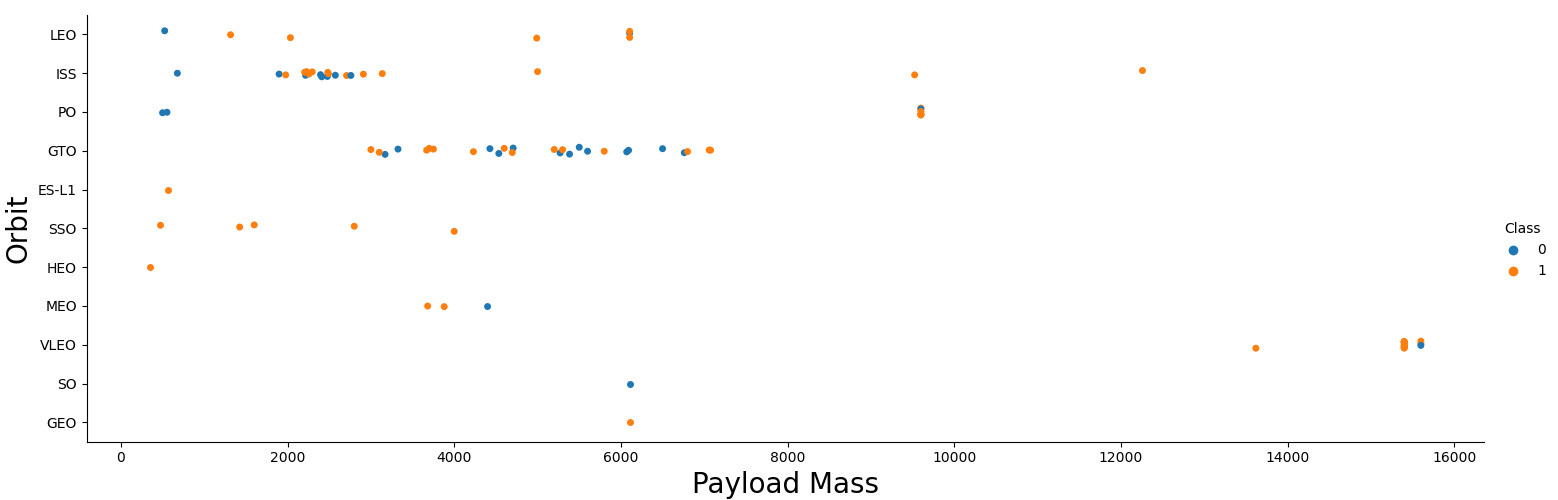 LEO
ISS
PO
GTO
ES-L1
SSO
HEO
MEO
VLEO
SO
GEO
Orbit
0 2000 4000 6000 8000 10000 12000 14000 16000
Payload Mass
Class
0
1